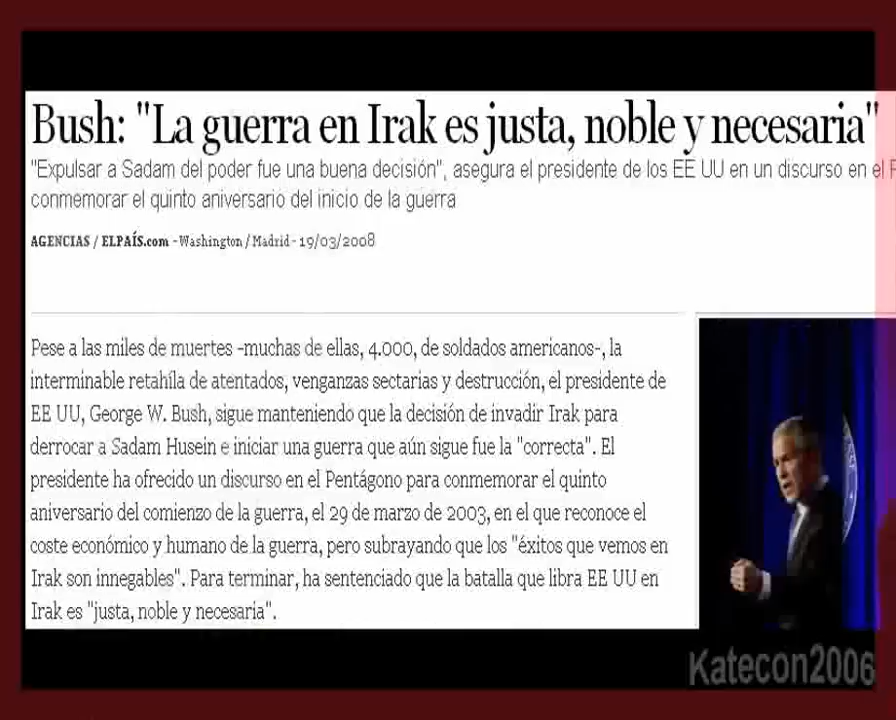 Bush: "La guerra en Irak es justa, noble y necesaria"
"Expulsar a Sadam del poder fue una buena decisión", asegura el presidente de los EE UU en un discurso en el
conmemorar el quinto aniversario del inicio de la guerra
AGENCIAS / ELPAÍS.com - Washington / Madrid - 19/03/2008
Pese a las miles de muertes -muchas de ellas, 4.000, de soldados americanos-, la
interminable retahíla de atentados, venganzas sectarias y destrucción, el presidente de
EE UU, George W. Bush, sigue manteniendo que la decisión de invadir Irak para
derrocar a Sadam Husein e iniciar una guerra que aún sigue fue la "correcta". El
presidente ha ofrecido un discurso en el Pentágono para conmemorar el quinto
aniversario del comienzo de la guerra, el 29 de marzo de 2003, en el que reconoce el
coste económico y humano de la guerra, pero subrayando que los "éxitos que vemos en
Irak son innegables". Para terminar, ha sentenciado que la batalla que libra EE UU en
Irak es "justa, noble y necesaria".
Katecon2006